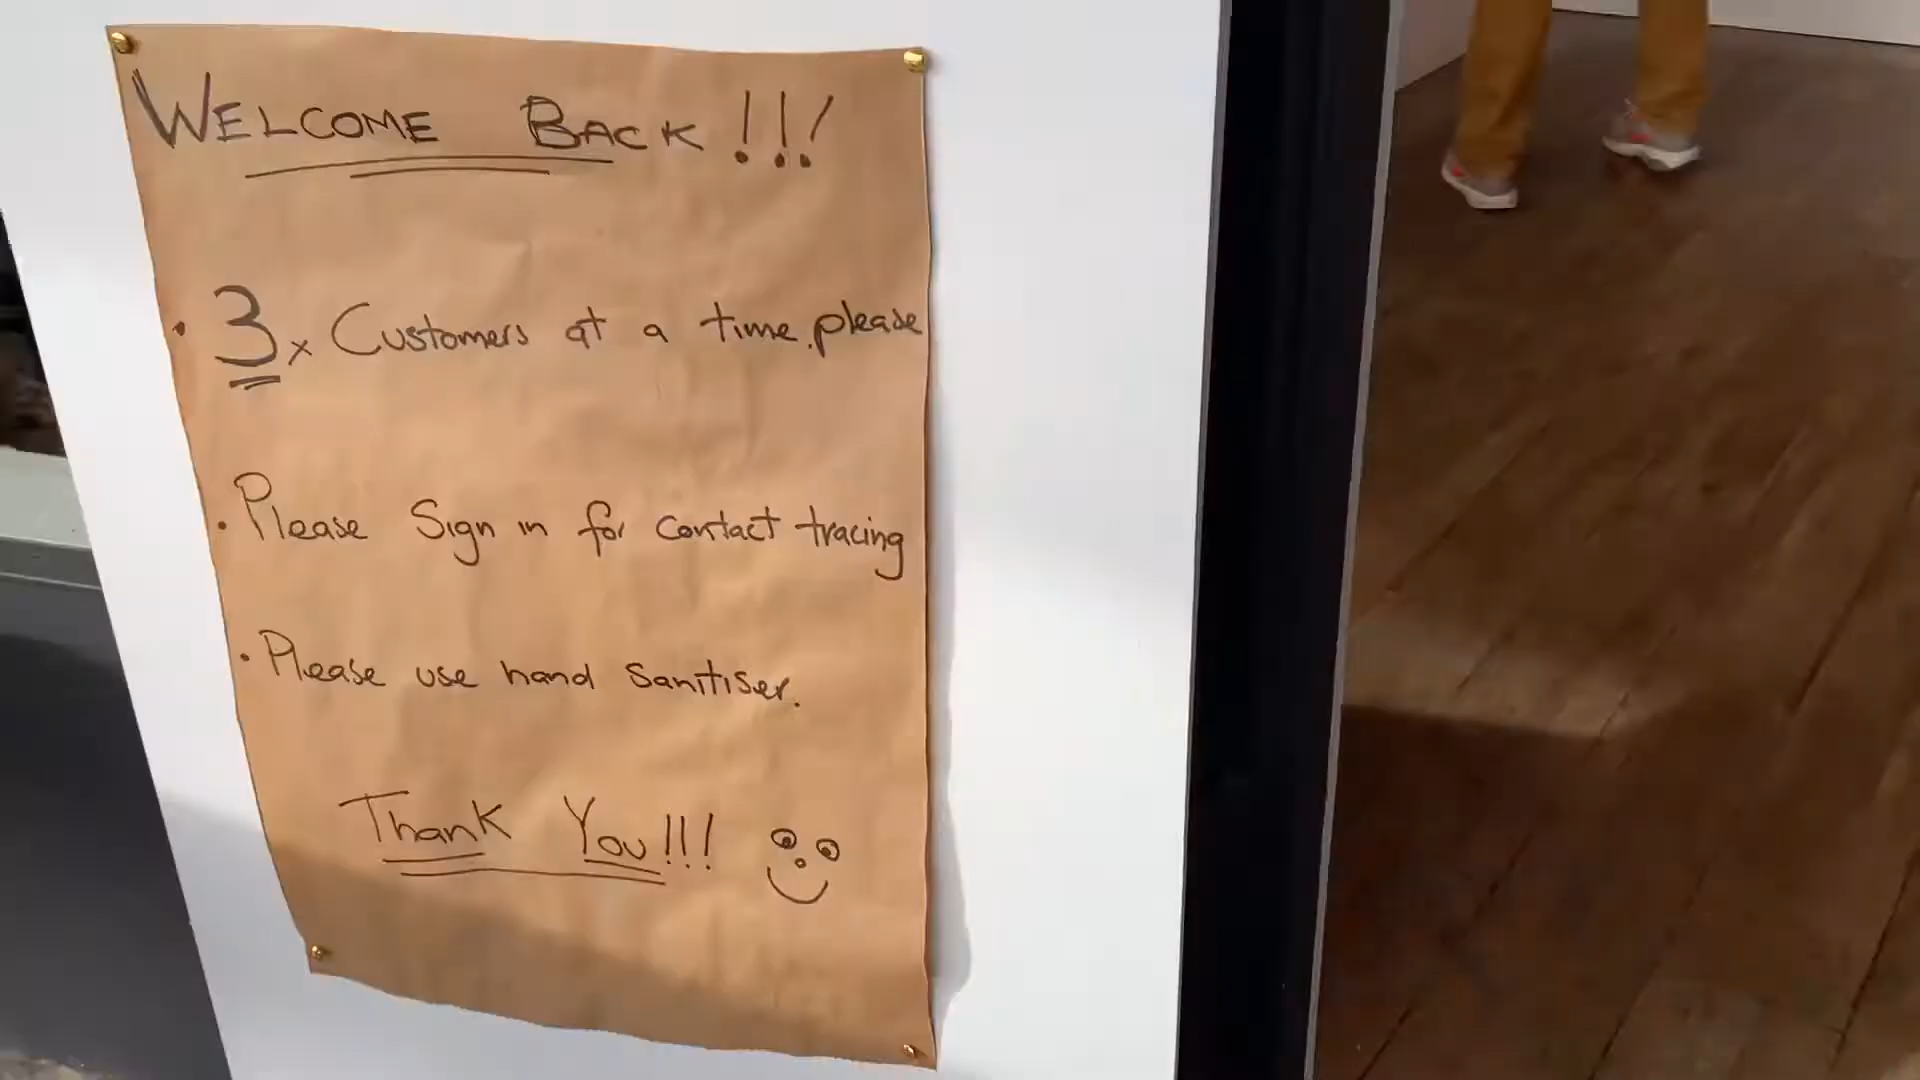 WELCOME BACK!!!
• 3x Customers at a time. please
• Please Sign in for contact tracing
• Please use hand Sanitiser.
Thank You!!!